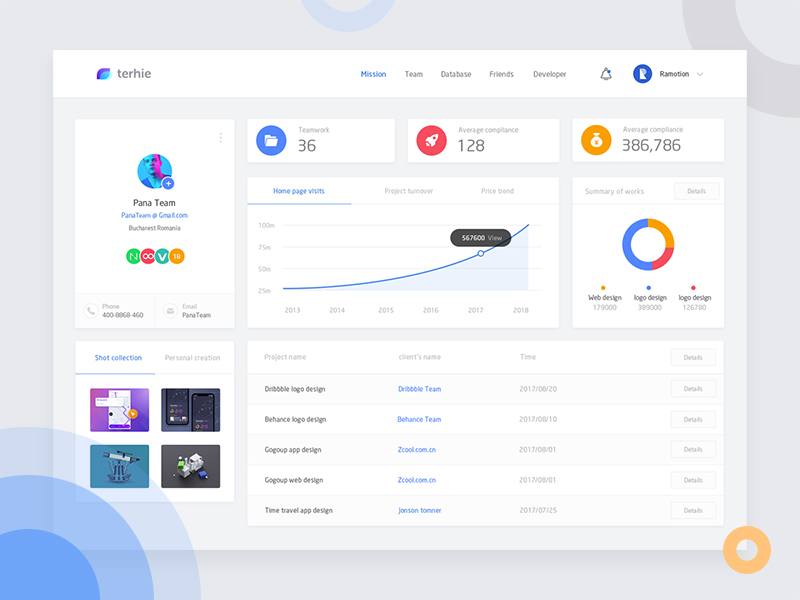 terhie
Mission Team Database Friends Developer
Ramotion
Pana Team
PanaTeam @ Gmail.com
Bucharest Romania
18
Phone
400-8868-460
Email
PanaTeam
Teamwork
36
Average compliance
128
Average compliance
386,786
Home page visits Project turnover Price trend
100m
75m
50m
25m
567600 View
2013 2014 2015 2016 2017 2018
Summary of works Details
Web design logo design logo design
179000 389000 126780
Shot collection Personal creation
Project name client's name Time Details
Dribbble logo design Dribbble Team 2017/08/20 Details
Behance logo design Behance Team 2017/08/10 Details
Gogoup app design Zcool.com.cn 2017/08/01 Details
Gogoup web design Zcool.com.cn 2017/08/01 Details
Time travel app design Jonson tomner 2017/07/25 Details